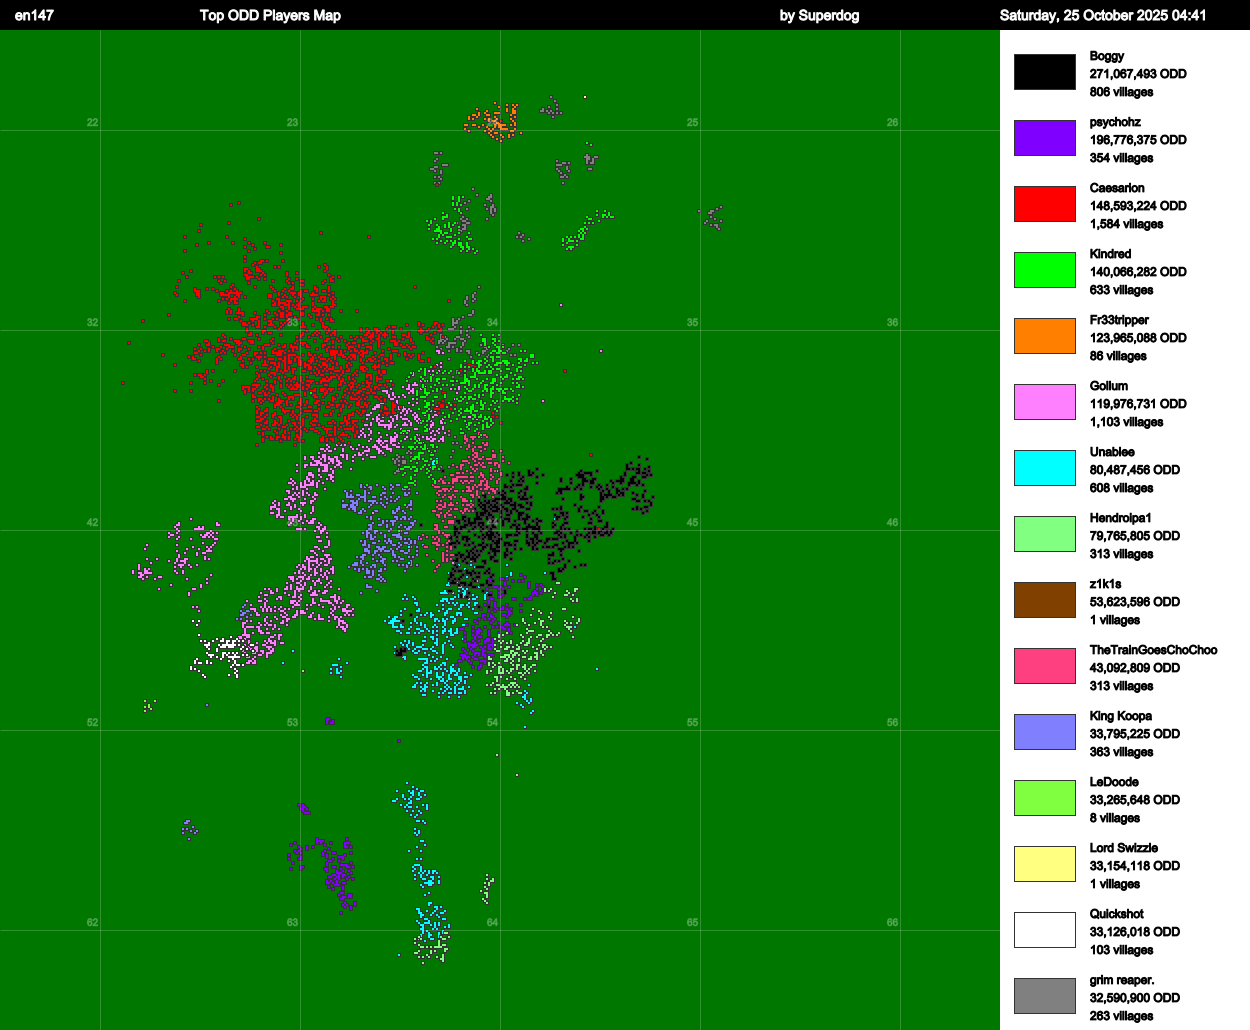 en147 Top ODD Players Map by Superdog Saturday, 25 October 2025 04:41
22 23 25 26
32 33 34 35 36
42 44 45 46
52 53 54 55 56
62 63 64 65 66
Boggy
271,067,493 ODD
806 villages
psychohz
196,776,375 ODD
354 villages
Caesarion
148,593,224 ODD
1,584 villages
Kindred
140,066,282 ODD
633 villages
Fr33tripper
123,965,088 ODD
86 villages
Gollum
119,976,731 ODD
1,103 villages
Unablee
80,487,456 ODD
608 villages
Hendroipa1
79,765,805 ODD
313 villages
z1k1s
53,623,596 ODD
1 villages
TheTrainGoesChoChoo
43,092,809 ODD
313 villages
King Koopa
33,795,225 ODD
363 villages
LeDoode
33,265,648 ODD
8 villages
Lord Swizzle
33,154,118 ODD
1 villages
Quickshot
33,126,018 ODD
103 villages
grim reaper.
32,590,900 ODD
263 villages